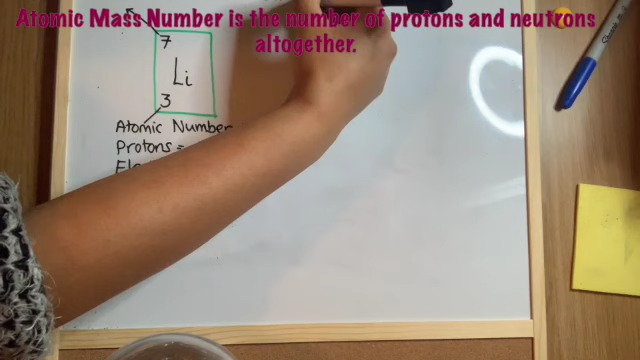 Atomic Mass Number is the number of protons and neutrons
altogether.
7
Li
3
Atomic Number
Protons =